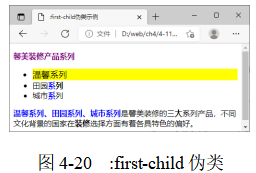 :first-child伪类示例
文件 | D:/web/ch4/4-11...
馨美装修产品系列
温馨系列
田园系列
城市系列
温馨系列、田园系列、城市系列是馨美装修的三大系列产品，不同
文化背景的国家在装修选择方面有着各具特色的偏好。
图 4-20 :first-child 伪类